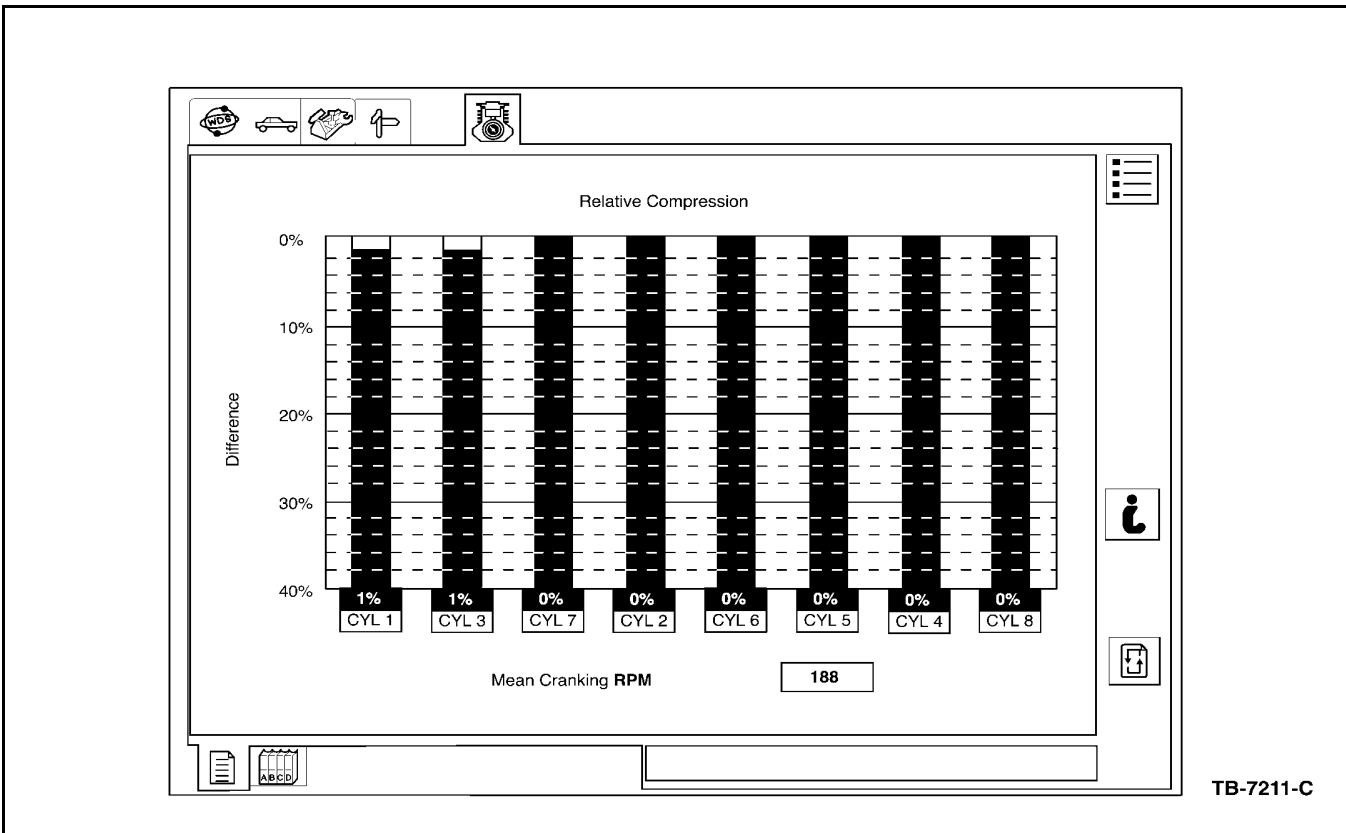 WDS
Relative Compression
0%
10%
20%
30%
40%
Difference
1% 1% 0% 0% 0% 0% 0% 0%
CYL 1 CYL 3 CYL 7 CYL 2 CYL 6 CYL 5 CYL 4 CYL 8
Mean Cranking RPM 188
A B C D
TB-7211-C